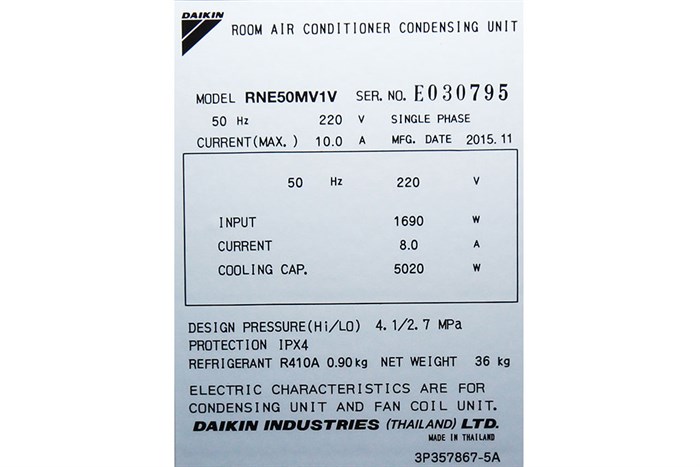 DAIKIN
ROOM AIR CONDITIONER CONDENSING UNIT
MODEL RNE50MV1V SER. NO. E030795
50 Hz 220 V SINGLE PHASE
CURRENT(MAX.) 10.0 A MFG. DATE 2015.11
50 Hz 220 V
INPUT 1690 W
CURRENT 8.0 A
COOLING CAP. 5020 W
DESIGN PRESSURE(Hi/LO) 4.1/2.7 MPa
PROTECTION IPX4
REFRIGERANT R410A 0.90kg NET WEIGHT 36 kg
ELECTRIC CHARACTERISTICS ARE FOR
CONDENSING UNIT AND FAN COIL UNIT.
DAIKIN INDUSTRIES (THAILAND) LTD.
MADE IN THAILAND
3P357867-5A